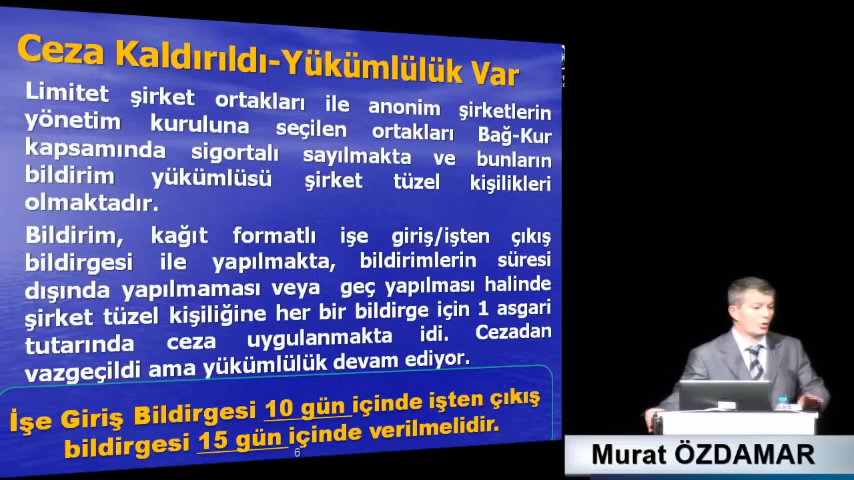 Ceza Kaldırıldı-Yükümlülük Var
Limitet şirket ortakları ile anonim şirketlerin
yönetim kuruluna seçilen ortakları Bağ-Kur
kapsamında sigortalı sayılmakta ve bunların
bildirim yükümlüsü şirket tüzel kişilikleri
olmaktadır.
Bildirim, kağıt formatlı işe giriş/işten çıkış
bildirgesi ile yapılmakta, bildirimlerin süresi
dışında yapılmaması veya geç yapılması halinde
şirket tüzel kişiliğine her bir bildirge için 1 asgari
tutarında ceza uygulanmakta idi. Cezadan
vazgeçildi ama yükümlülük devam ediyor.
İşe Giriş Bildirgesi 10 gün içinde işten çıkış
bildirgesi 15 gün içinde verilmelidir.
6
Murat ÖZDAMAR